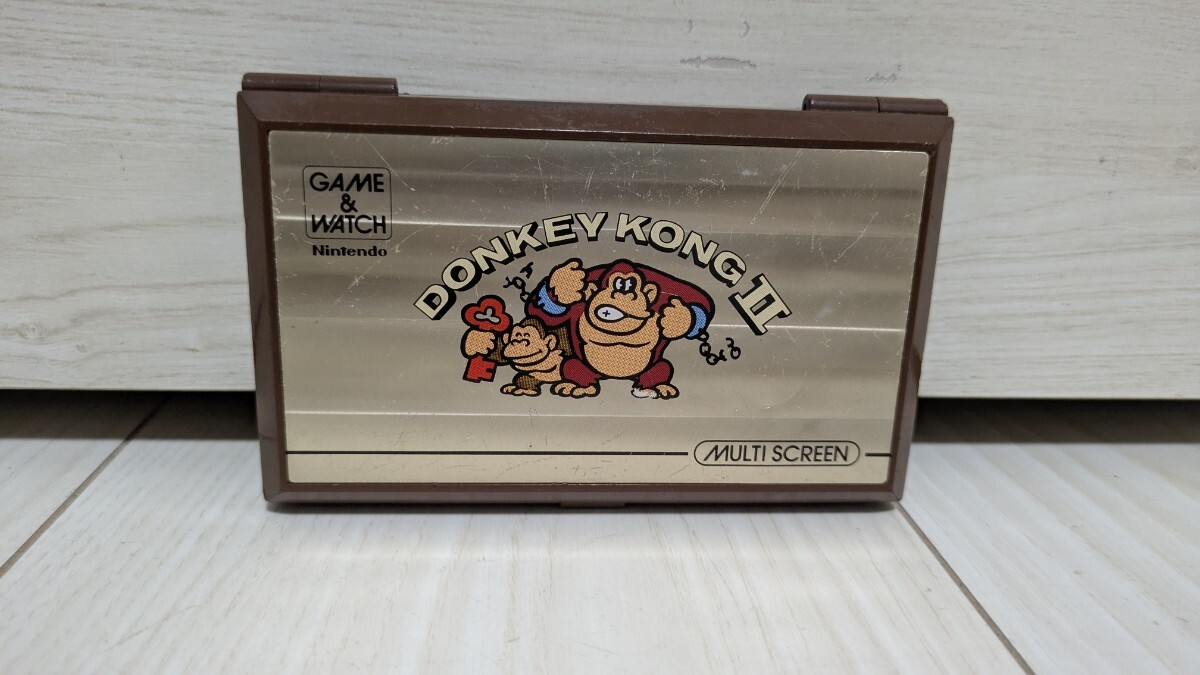 GAME
&
WATCH
Nintendo
DONKEY KONG II
MULTI SCREEN